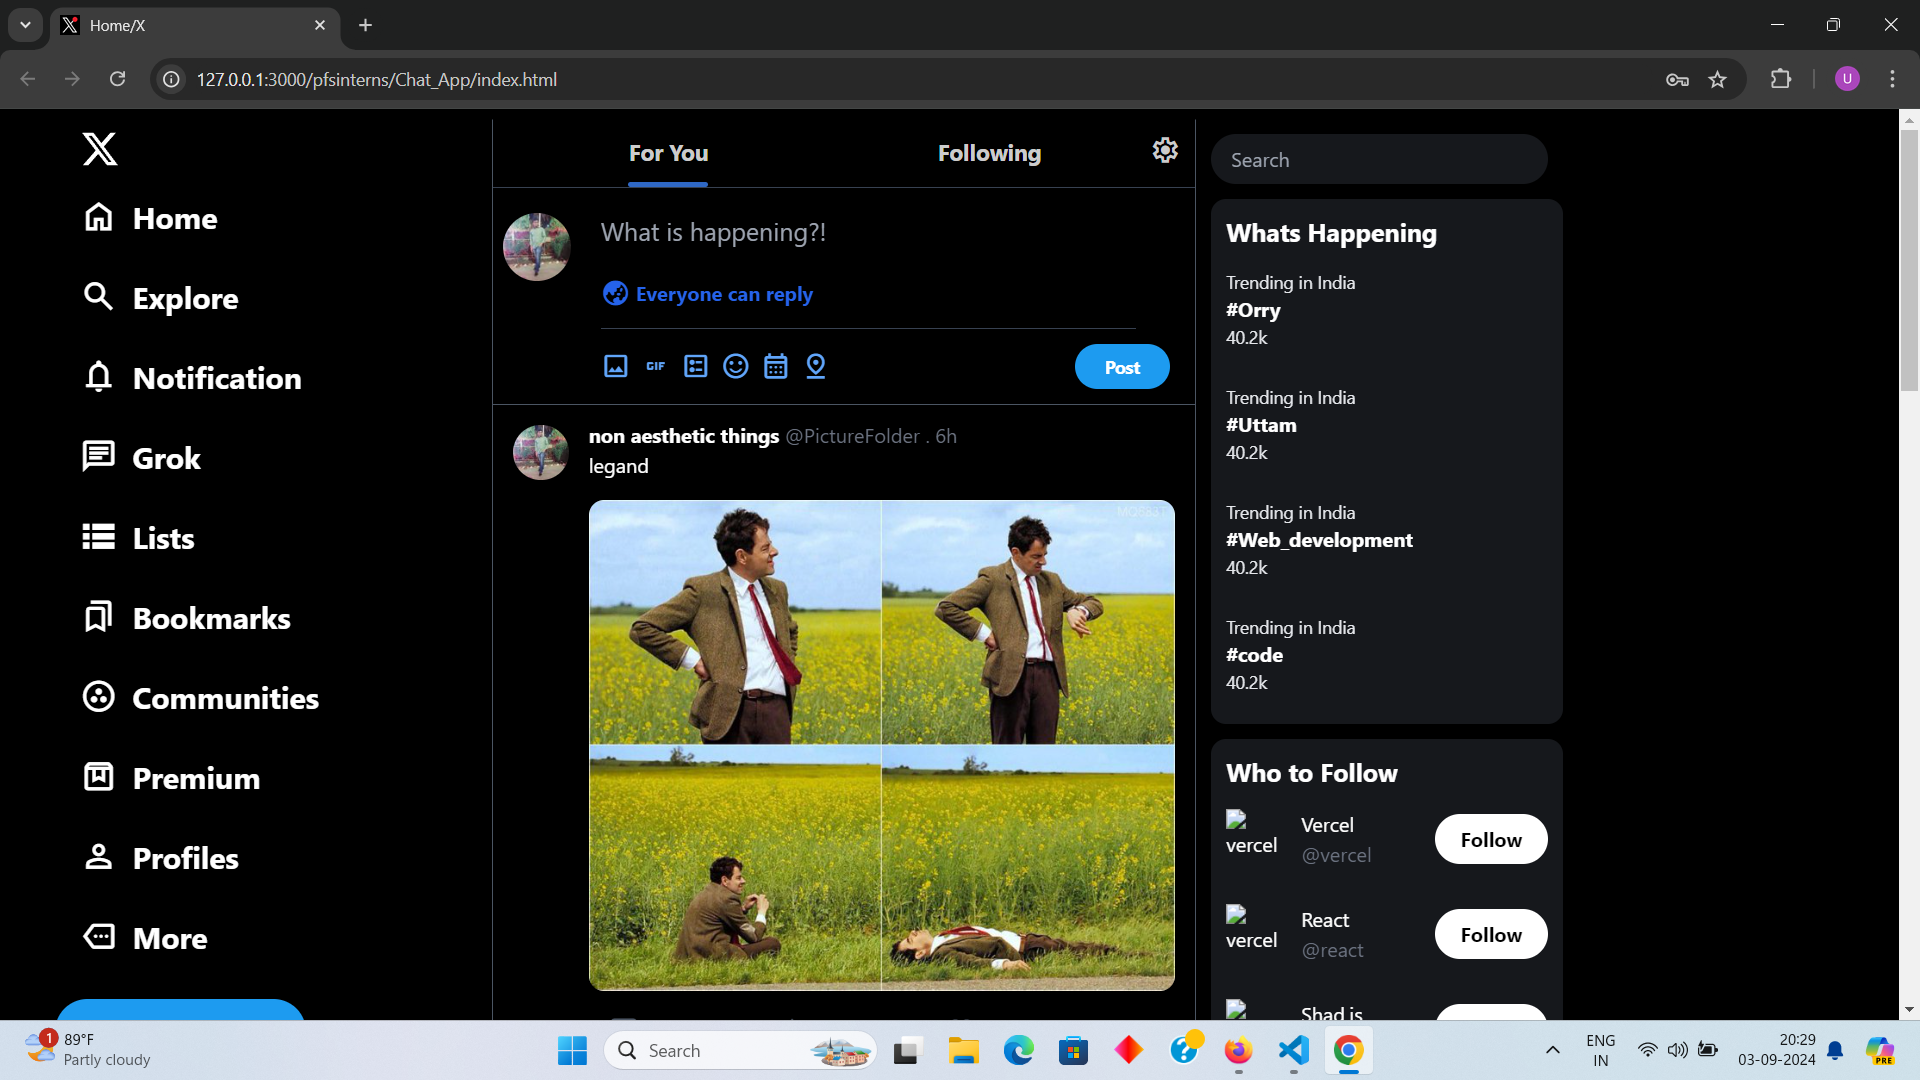 Home/X
127.0.0.1:3000/pfsinterns/Chat_App/index.html
U
Home
Explore
Notification
Grok
Lists
Bookmarks
Communities
Premium
Profiles
More
For You
Following
What is happening?!
Everyone can reply
GIF
Post
non aesthetic things @PictureFolder . 6h
legand
Search
Whats Happening
Trending in India
#Orry
40.2k
Trending in India
#Uttam
40.2k
Trending in India
#Web_development
40.2k
Trending in India
#code
40.2k
Who to Follow
vercel
Vercel
@vercel
Follow
vercel
React
@react
Follow
Shad is
1
89°F
Partly cloudy
Search
ENG
IN
20:29
03-09-2024
PRE